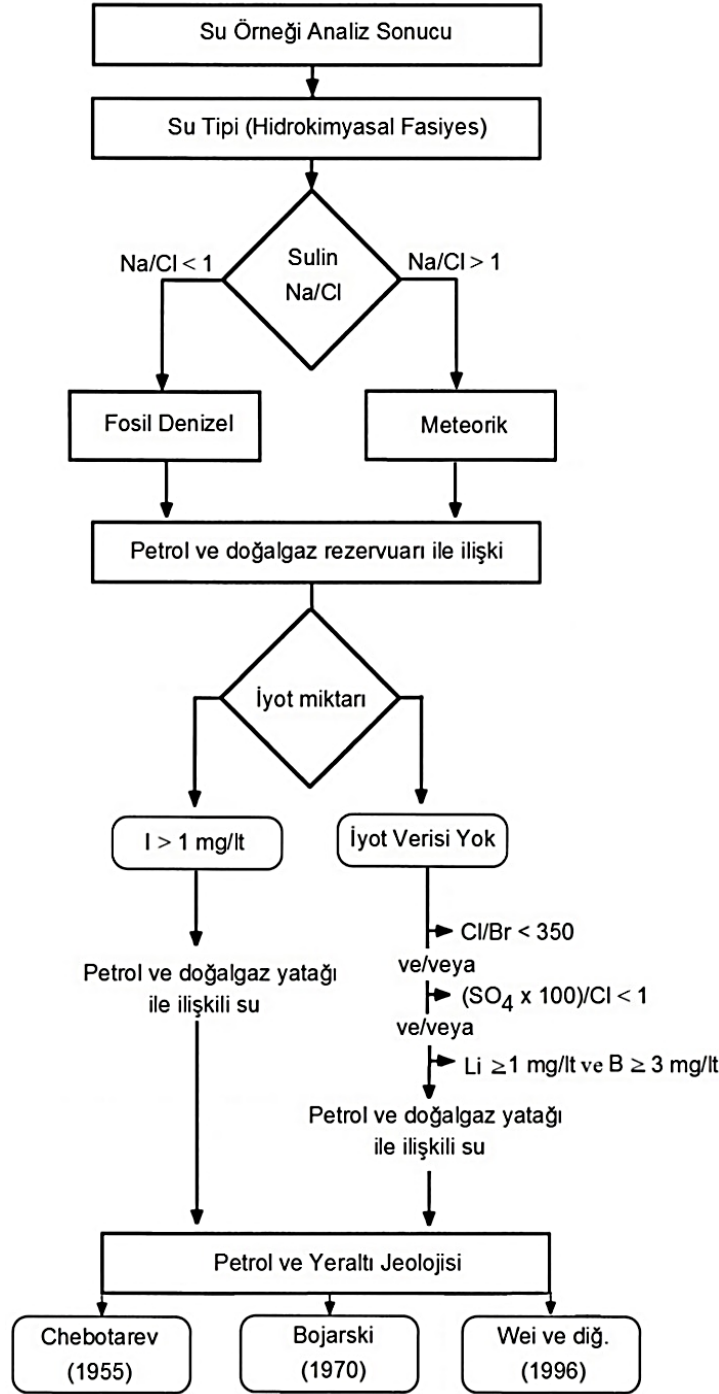 Su Örneği Analiz Sonucu
Su Tipi (Hidrokimyasal Fasiyes)
Na/Cl < 1
Sulin
Na/Cl
Na/Cl > 1
Fosil Denizel
Meteorik
Petrol ve doğalgaz rezervuarı ile ilişki
İyot miktarı
I > 1 mg/lt
İyot Verisi Yok
Cl/Br < 350
ve/veya
(SO4 x 100)/Cl < 1
ve/veya
Li ≥1 mg/lt ve B ≥ 3 mg/lt
Petrol ve doğalgaz yatağı
ile ilişkili su
Petrol ve doğalgaz yatağı
ile ilişkili su
Petrol ve Yeraltı Jeolojisi
Chebotarev
(1955)
Bojarski
(1970)
Wei ve diğ.
(1996)